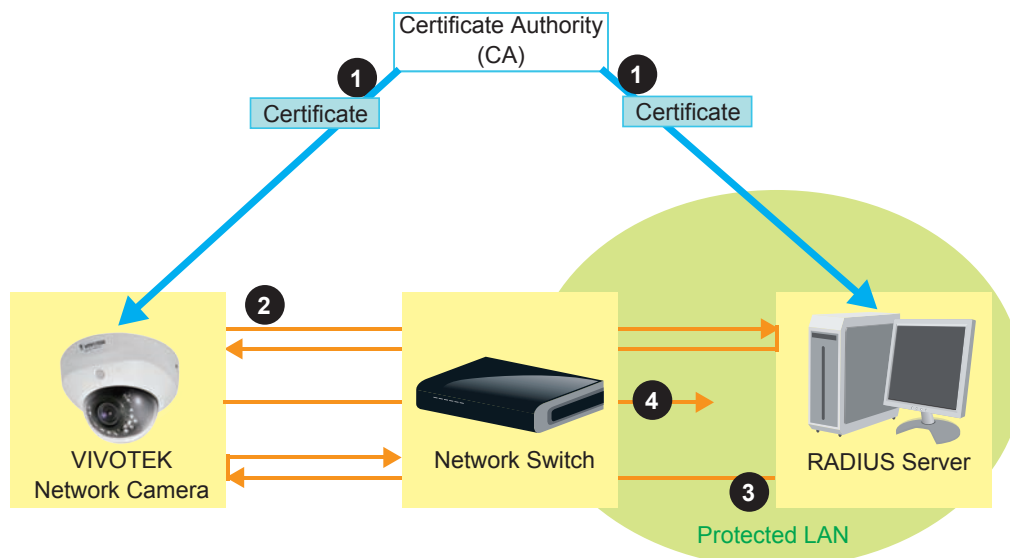 Certificate Authority
(CA)
1
1
Certificate
Certificate
2
4
VIVOTEK
Network Camera
Network Switch
RADIUS Server
3
Protected LAN